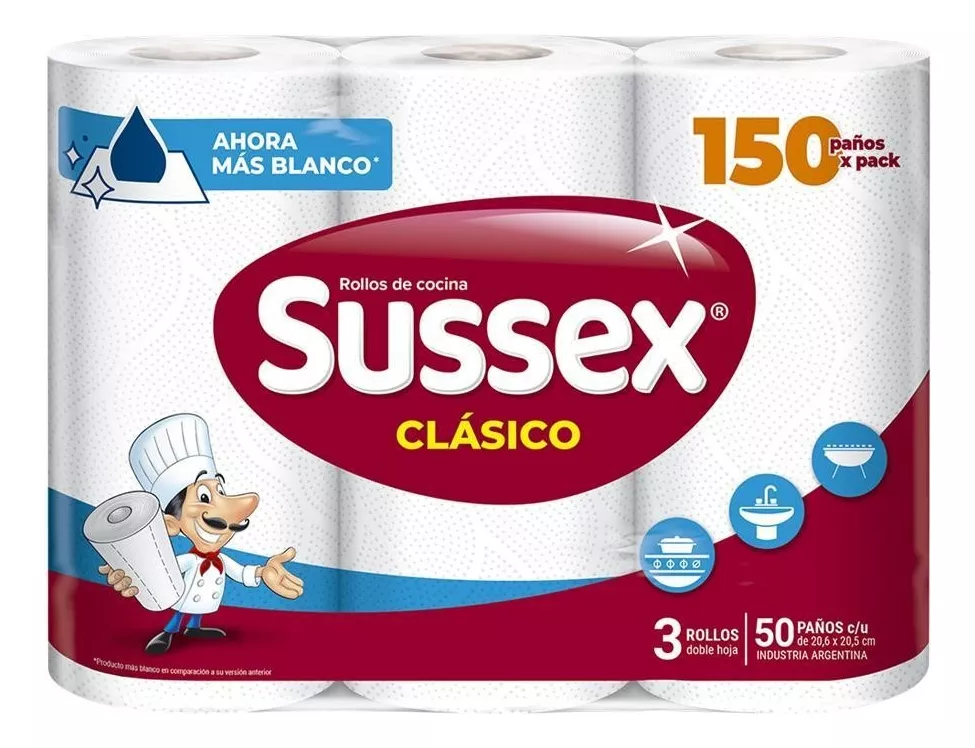 AHORA
MÁS BLANCO*
150 paños
x pack
Rollos de cocina
Sussex®
CLÁSICO
3 ROLLOS
doble hoja
50 PAÑOS c/u
de 20,6 x 20,5 cm
INDUSTRIA ARGENTINA
*Producto más blanco en comparación a su versión anterior